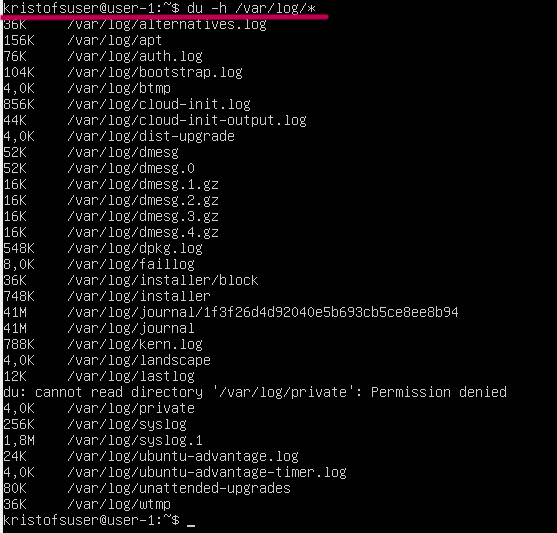 kristofsuser@user-1:~$ du -h /var/log/*
36K /var/log/alternatives.log
156K /var/log/apt
76K /var/log/auth.log
104K /var/log/bootstrap.log
4,0K /var/log/btmp
856K /var/log/cloud-init.log
44K /var/log/cloud-init-output.log
4,0K /var/log/dist-upgrade
52K /var/log/dmesg
52K /var/log/dmesg.0
16K /var/log/dmesg.1.gz
16K /var/log/dmesg.2.gz
16K /var/log/dmesg.3.gz
16K /var/log/dmesg.4.gz
548K /var/log/dpkg.log
8,0K /var/log/faillog
36K /var/log/installer/block
748K /var/log/installer
41M /var/log/journal/1f3f26d4d92040e5b693cb5ce8ee8b94
41M /var/log/journal
788K /var/log/kern.log
4,0K /var/log/landscape
12K /var/log/lastlog
du: cannot read directory '/var/log/private': Permission denied
4,0K /var/log/private
256K /var/log/syslog
1,8M /var/log/syslog.1
24K /var/log/ubuntu-advantage.log
4,0K /var/log/ubuntu-advantage-timer.log
80K /var/log/unattended-upgrades
36K /var/log/wtmp
kristofsuser@user-1:~$ _